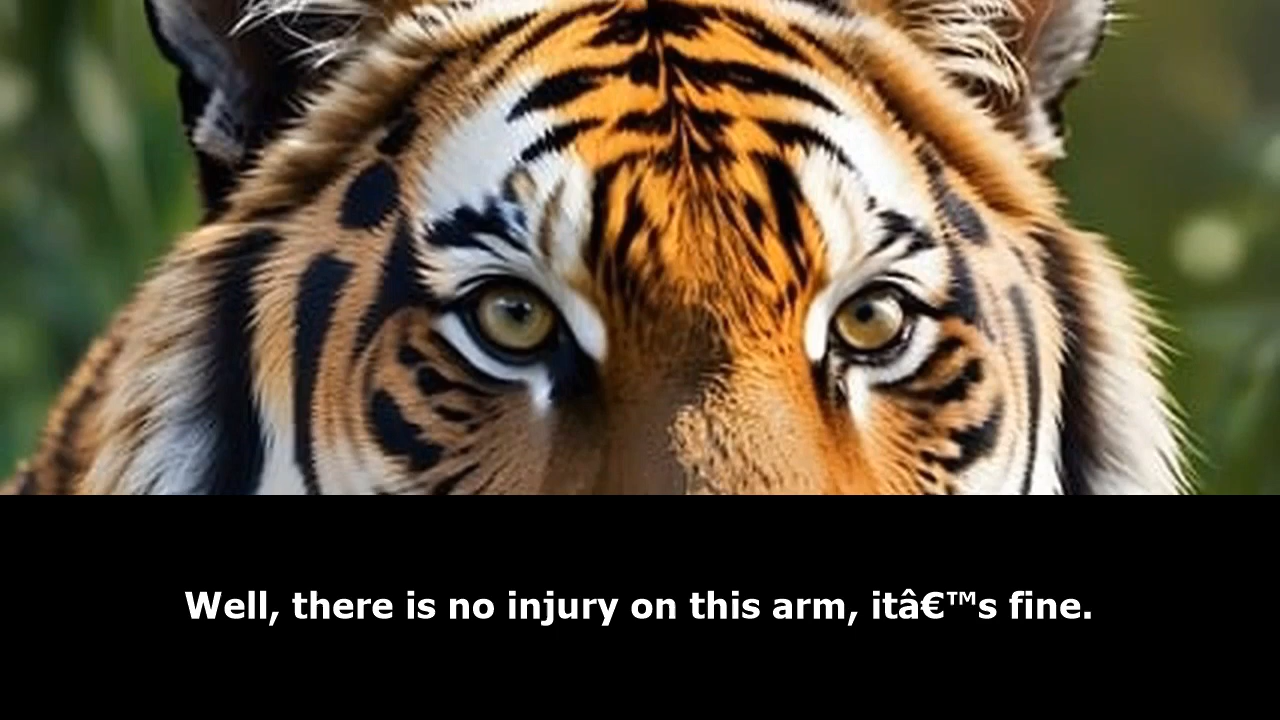 Well, there is no injury on this arm, itâ€™s fine.